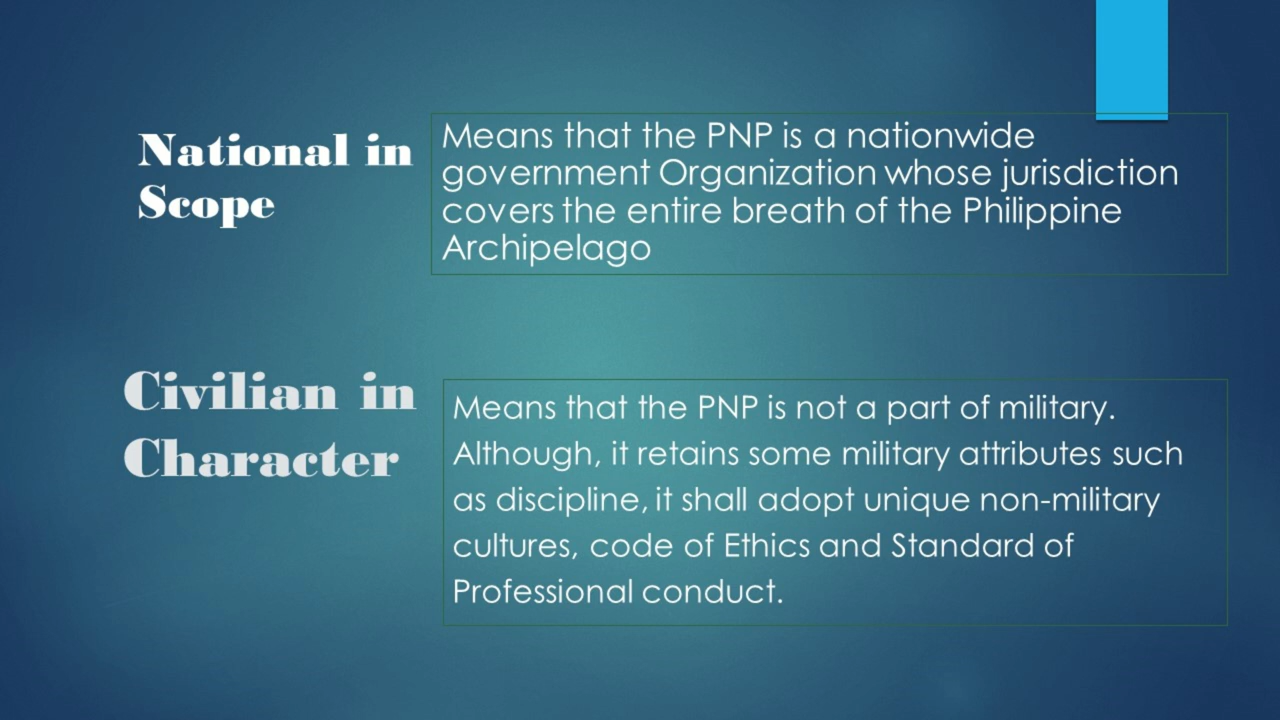 National in
Scope
Means that the PNP is a nationwide
government Organization whose jurisdiction
covers the entire breath of the Philippine
Archipelago
Civilian in
Character
Means that the PNP is not a part of military.
Although, it retains some military attributes such
as discipline, it shall adopt unique non-military
cultures, code of Ethics and Standard of
Professional conduct.